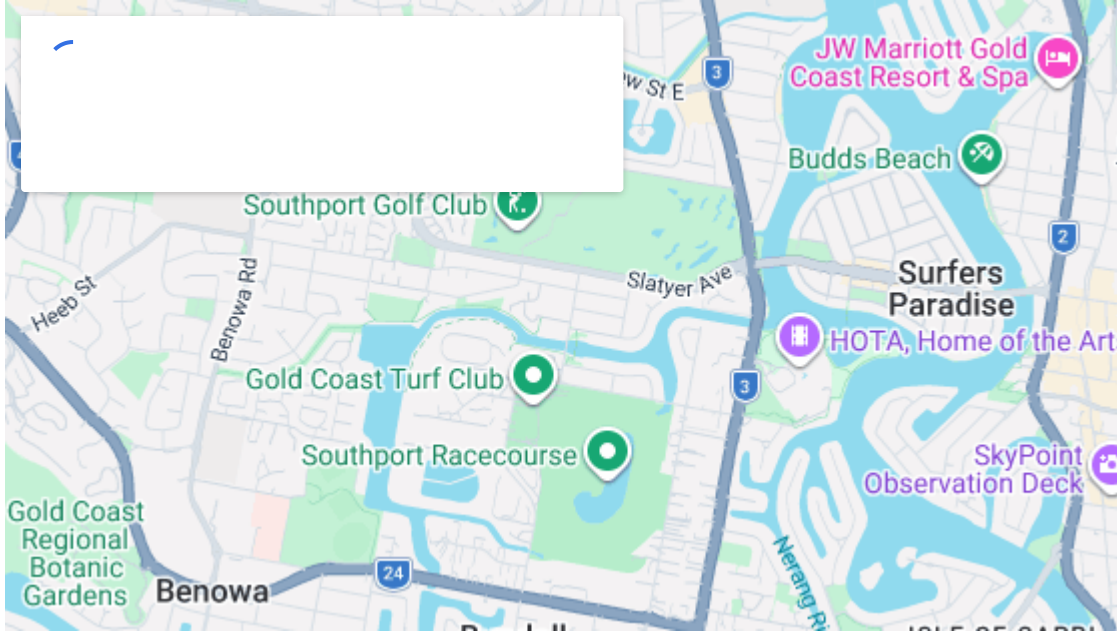 JW Marriott Gold
Coast Resort & Spa
3
St E
Budds Beach
Southport Golf Club
2
Slatyer Ave
Surfers
Paradise
Heeb St
Benowa Rd
HOTA, Home of the Art
Gold Coast Turf Club
3
Southport Racecourse
SkyPoint
Observation Deck
Gold Coast
Regional
Botanic
Gardens
Benowa
24
Nerang